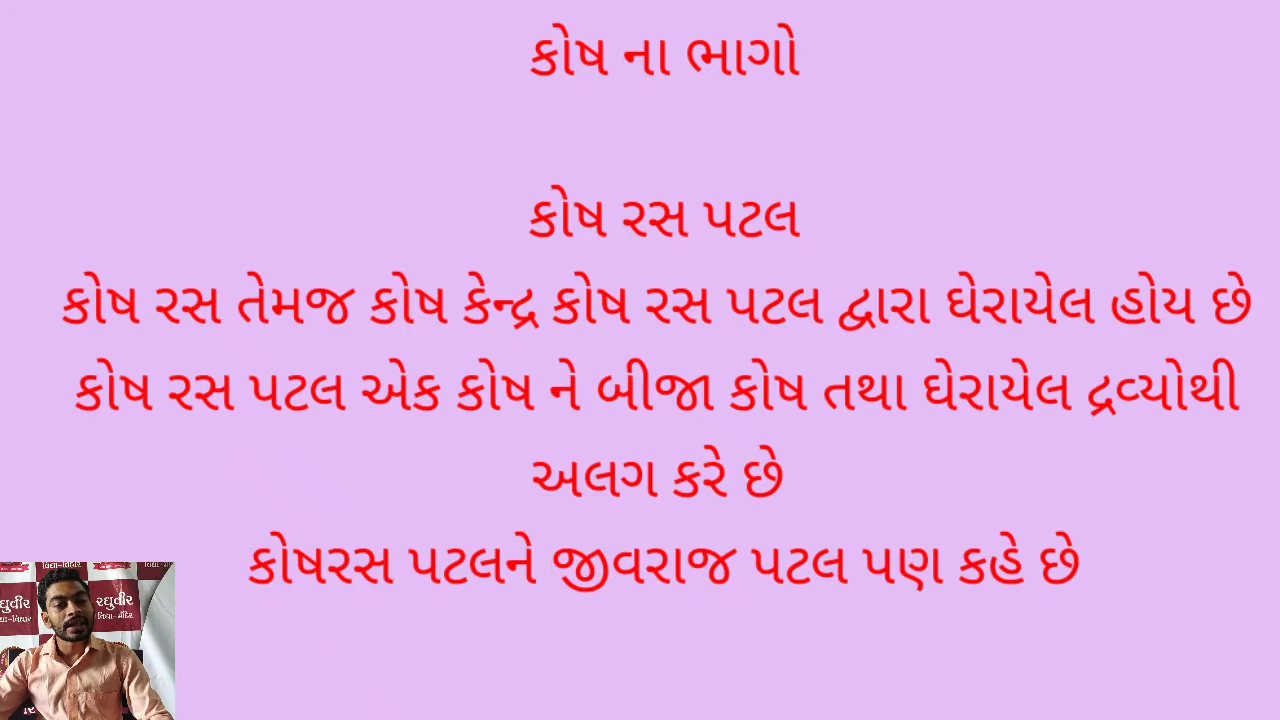 કોષ ના ભાગો
કોષ રસ પટલ
કોષ રસ તેમજ કોષ કેન્દ્ર કોષ રસ પટલ દ્વારા ઘેરાયેલ હોય છે
કોષ રસ પટલ એક કોષ ને બીજા કોષ તથા ઘેરાયેલ દ્રવ્યોથી
અલગ કરે છે
કોષરસ પટલને જીવરાજ પટલ પણ કહે છે
વિદ્યા-વિહાર
રઘુવીર
વિદ્યા-મંદિર